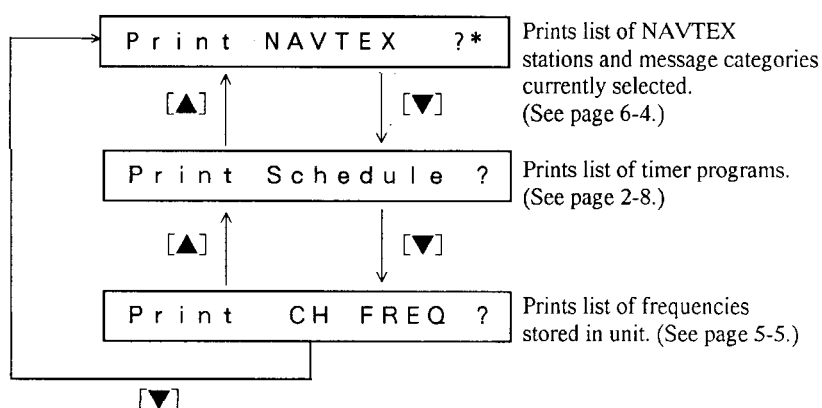 Print NAVTEX ?*
Prints list of NAVTEX
stations and message categories
currently selected.
(See page 6-4.)
[▲] [▼]
Print Schedule ?
Prints list of timer programs.
(See page 2-8.)
[▲] [▼]
Print CH FREQ ?
Prints list of frequencies
stored in unit. (See page 5-5.)
[▼]